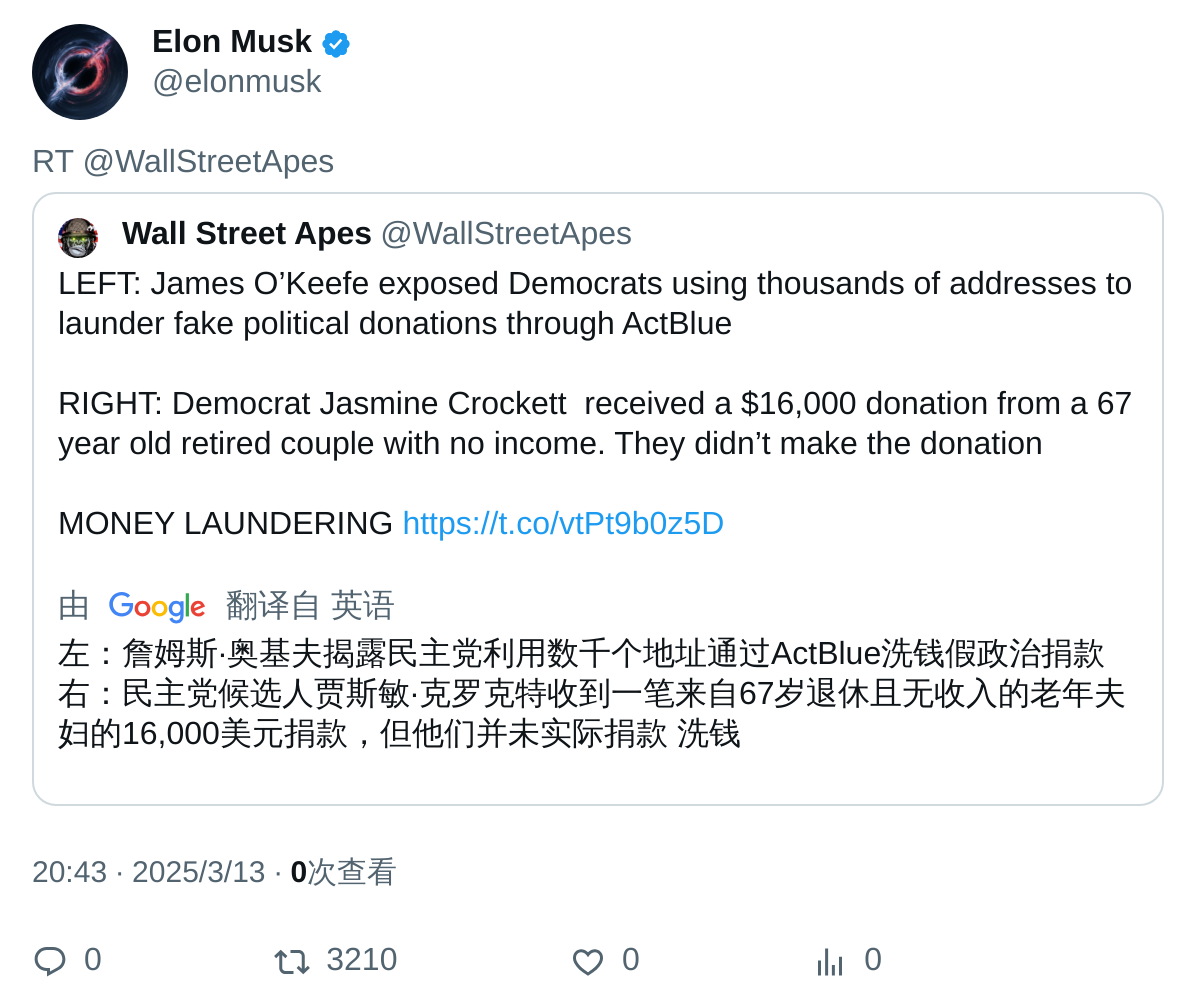 Elon Musk
@elonmusk
RT @WallStreetApes
Wall Street Apes @WallStreetApes
LEFT: James O’Keefe exposed Democrats using thousands of addresses to
launder fake political donations through ActBlue
RIGHT: Democrat Jasmine Crockett  received a $16,000 donation from a 67
year old retired couple with no income. They didn’t make the donation
MONEY LAUNDERING https://t.co/vtPt9b0z5D
由 Google 翻译自 英语
左：詹姆斯·奥基夫揭露民主党利用数千个地址通过ActBlue洗钱假政治捐款
右：民主党候选人贾斯敏·克罗克特收到一笔来自67岁退休且无收入的老年夫
妇的16,000美元捐款，但他们并未实际捐款 洗钱
20:43 · 2025/3/13 · 0次查看
0 3210 0 0